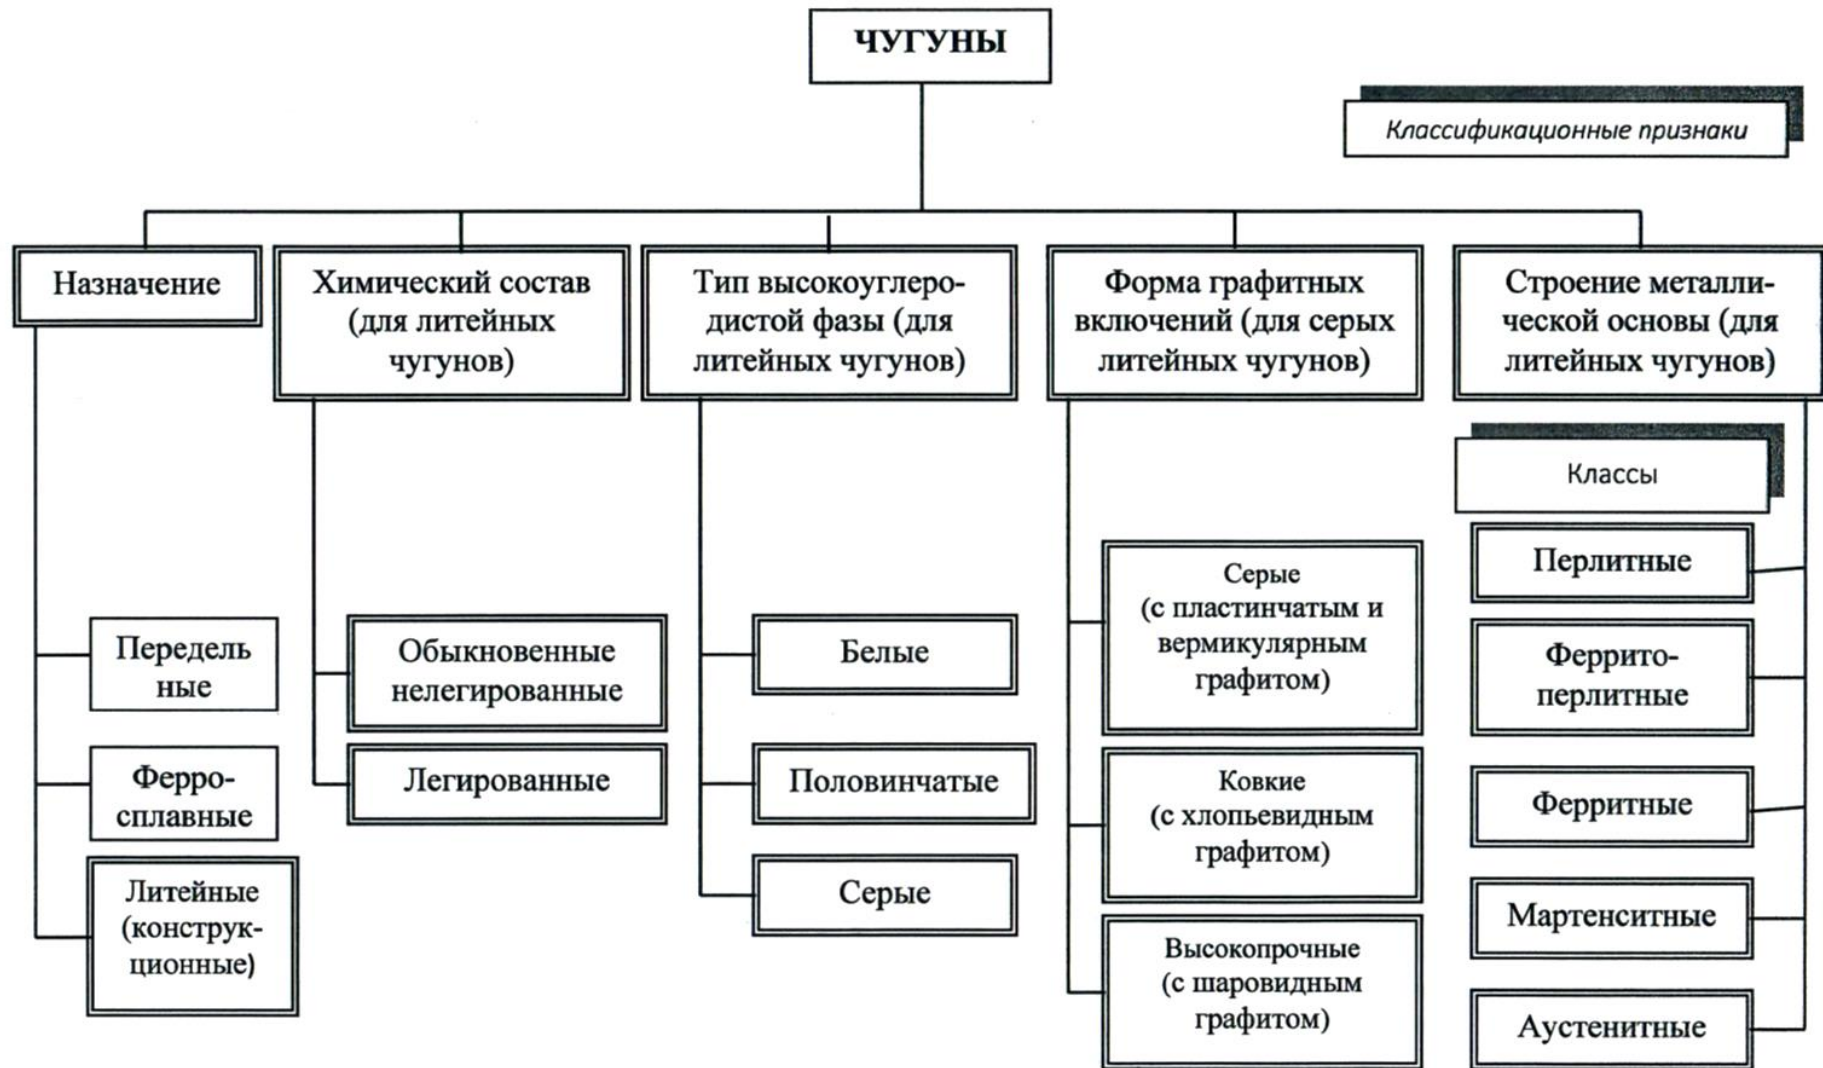 ЧУГУНЫ
Классификационные признаки
Назначение
Химический состав
(для литейных
чугунов)
Тип высокоуглеро-
дистой фазы (для
литейных чугунов)
Форма графитных
включений (для серых
литейных чугунов)
Строение металли-
ческой основы (для
литейных чугунов)
Передель
ные
Ферро-
сплавные
Литейные
(конструк-
ционные)
Обыкновенные
нелегированные
Легированные
Белые
Половинчатые
Серые
Серые
(с пластинчатым и
вермикулярным
графитом)
Ковкие
(с хлопьевидным
графитом)
Высокопрочные
(с шаровидным
графитом)
Классы
Перлитные
Феррито-
перлитные
Ферритные
Мартенситные
Аустенитные